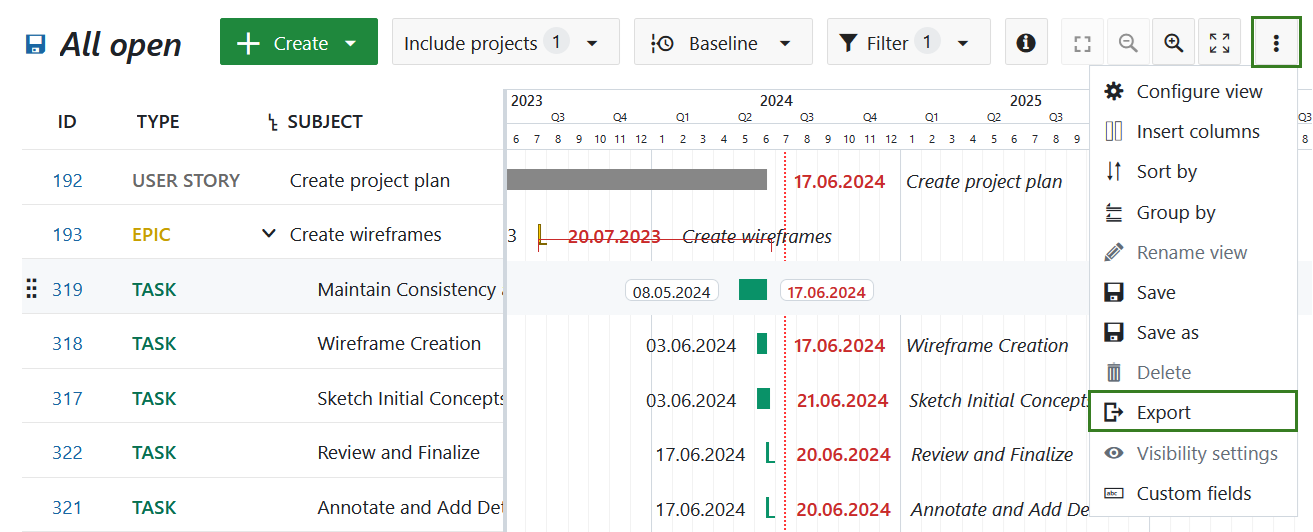 All open
Create
Include projects 1
Baseline
Filter 1
Configure view
Insert columns
Sort by
Group by
Rename view
Save
Save as
Delete
Export
Visibility settings
Custom fields
ID TYPE SUBJECT
2023 2024 2025
Q3 Q4 Q1 Q2 Q3 Q4 Q1 Q2 Q3 Q3
6 7 8 9 10 11 12 1 2 3 4 5 6 7 8 9 10 11 12 1 2 3 4 5 6 7 8 9 8
192 USER STORY Create project plan 17.06.2024 Create project plan
193 EPIC Create wireframes 3 20.07.2023 Create wireframes
319 TASK Maintain Consistency 08.05.2024 17.06.2024
318 TASK Wireframe Creation 03.06.2024 17.06.2024 Wireframe Creation
317 TASK Sketch Initial Concepts 03.06.2024 21.06.2024 Sketch Initial Concepts
322 TASK Review and Finalize 17.06.2024 20.06.2024 Review and Finalize
321 TASK Annotate and Add Det 17.06.2024 20.06.2024 Annotate and Add De